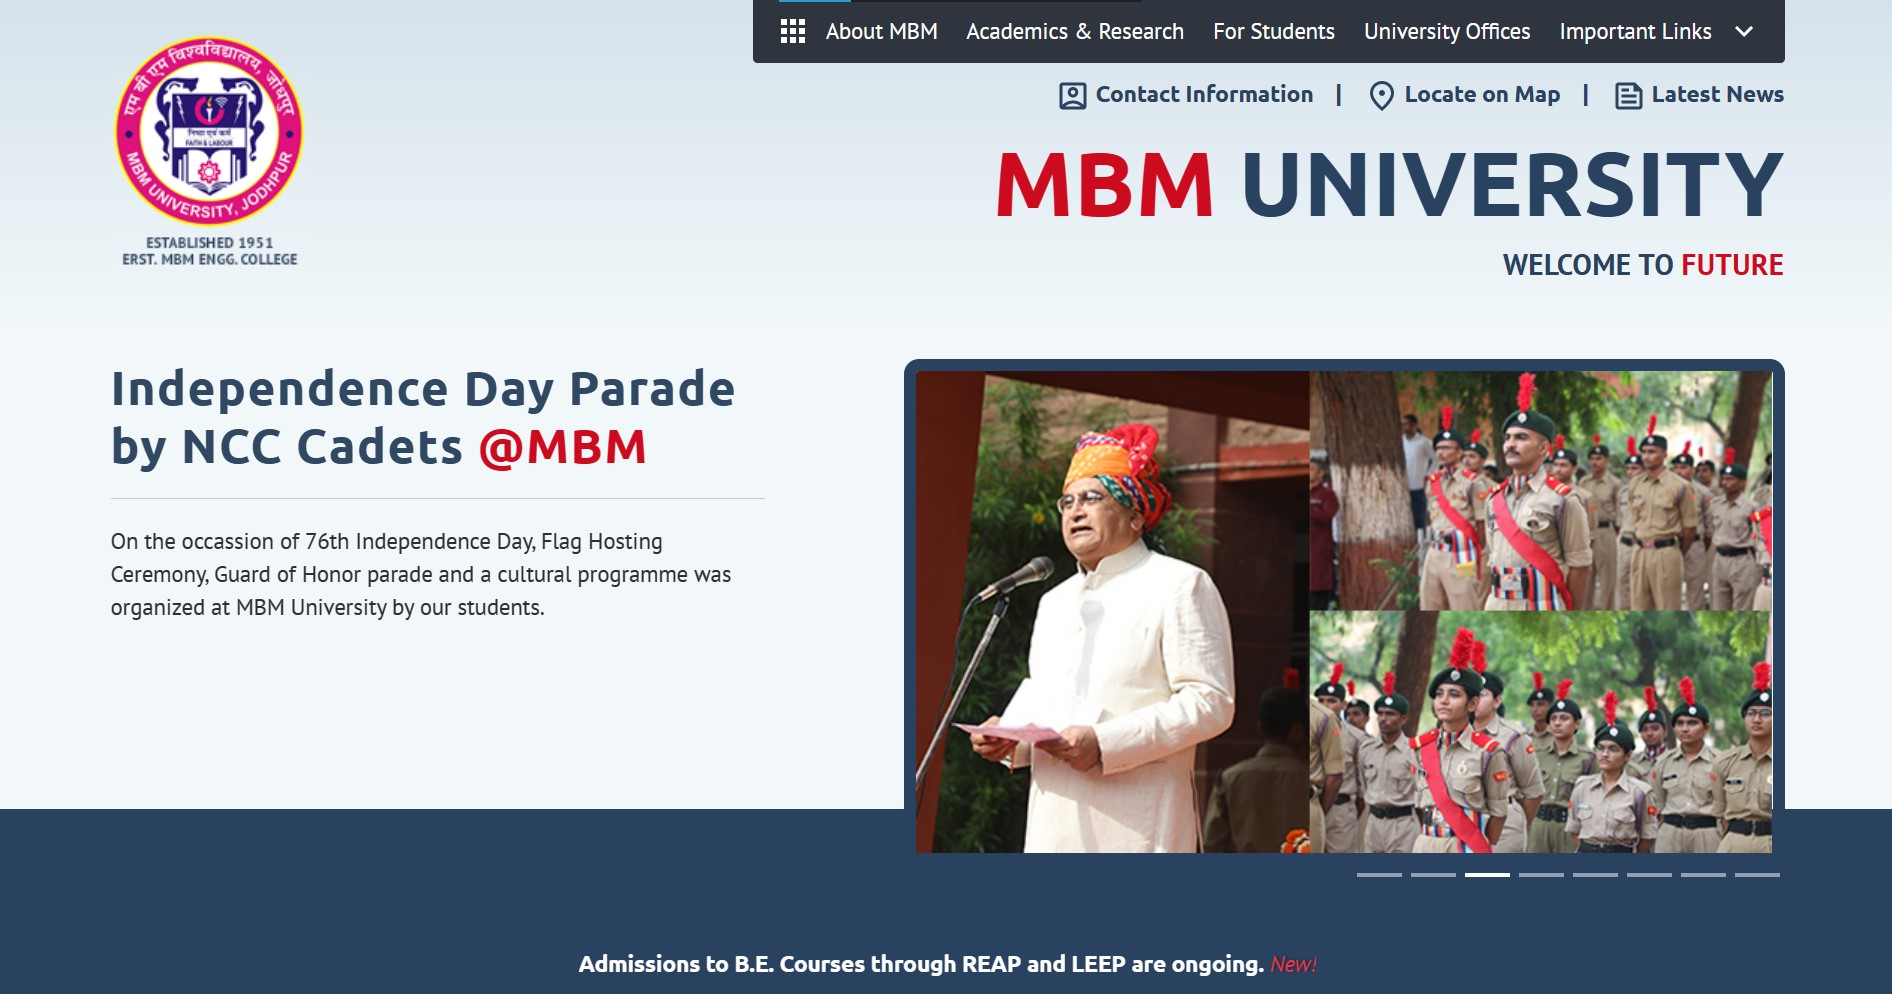 About MBM Academics & Research For Students University Offices Important Links
Contact Information | Locate on Map | Latest News
एम बी एम विश्वविद्यालय, जोधपुर
निष्ठा एवं कर्म
FAITH & LABOUR
MBM UNIVERSITY, JODHPUR
ESTABLISHED 1951
ERST. MBM ENGG. COLLEGE
MBM UNIVERSITY
WELCOME TO FUTURE
Independence Day Parade
by NCC Cadets @MBM
On the occassion of 76th Independence Day, Flag Hosting
Ceremony, Guard of Honor parade and a cultural programme was
organized at MBM University by our students.
Admissions to B.E. Courses through REAP and LEEP are ongoing. New!